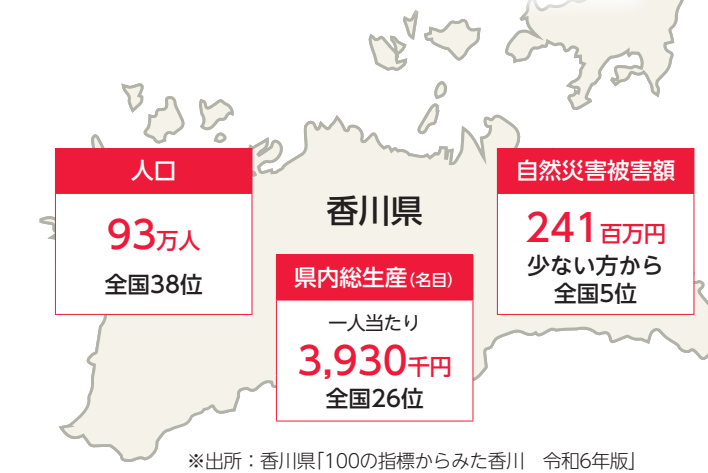 人口
93万人
全国38位
香川県
県内総生産(名目)
一人当たり
3,930千円
全国26位
自然災害被害額
241百万円
少ない方から
全国5位
※出所：香川県「100の指標からみた香川　令和6年版」